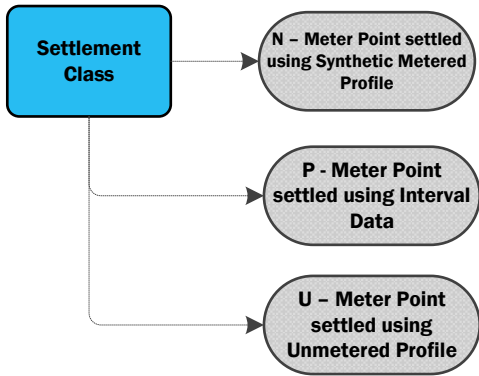 Settlement
Class
N – Meter Point settled
using Synthetic Metered
Profile
P - Meter Point
settled using Interval
Data
U – Meter Point
settled using
Unmetered Profile